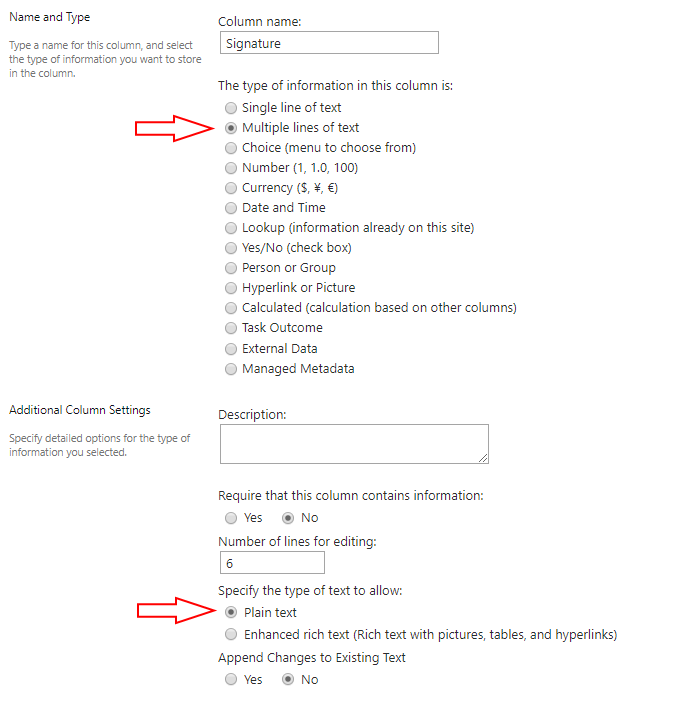 Name and Type
Type a name for this column, and select
the type of information you want to store
in the column.
Column name:
Signature
The type of information in this column is:
Single line of text
Multiple lines of text
Choice (menu to choose from)
Number (1, 1.0, 100)
Currency ($, ¥, €)
Date and Time
Lookup (information already on this site)
Yes/No (check box)
Person or Group
Hyperlink or Picture
Calculated (calculation based on other columns)
Task Outcome
External Data
Managed Metadata
Additional Column Settings
Specify detailed options for the type of
information you selected.
Description:
Require that this column contains information:
Yes No
Number of lines for editing:
6
Specify the type of text to allow:
Plain text
Enhanced rich text (Rich text with pictures, tables, and hyperlinks)
Append Changes to Existing Text
Yes No